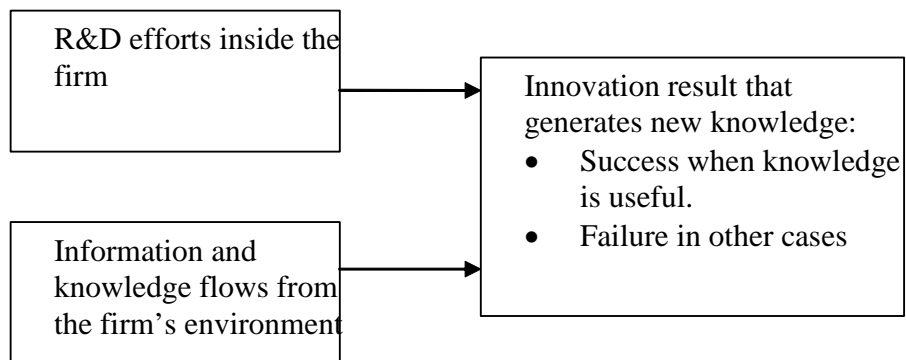 R&D efforts inside the
firm
Information and
knowledge flows from
the firm’s environment
Innovation result that
generates new knowledge:
• Success when knowledge
is useful.
• Failure in other cases